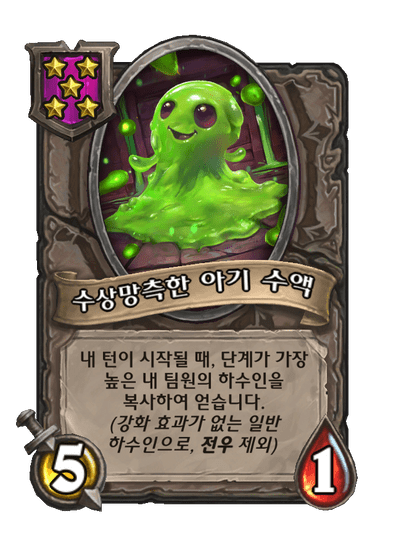 수상망측한 아기 수액
내 턴이 시작될 때, 단계가 가장
높은 내 팀원의 하수인을
복사하여 얻습니다.
(강화 효과가 없는 일반
하수인으로, 전우 제외)
5
1